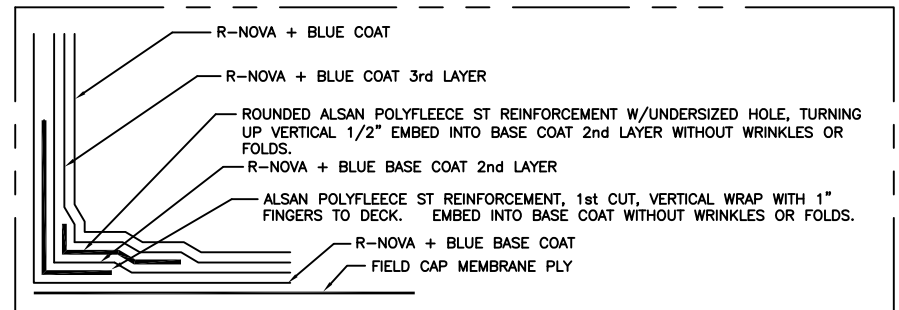 R-NOVA + BLUE COAT
R-NOVA + BLUE COAT 3rd LAYER
ROUNDED ALSAN POLYFLEECE ST REINFORCEMENT W/UNDERSIZED HOLE, TURNING
UP VERTICAL 1/2" EMBED INTO BASE COAT 2nd LAYER WITHOUT WRINKLES OR
FOLDS.
R-NOVA + BLUE BASE COAT 2nd LAYER
ALSAN POLYFLEECE ST REINFORCEMENT, 1st CUT, VERTICAL WRAP WITH 1"
FINGERS TO DECK. EMBED INTO BASE COAT WITHOUT WRINKLES OR FOLDS.
R-NOVA + BLUE BASE COAT
FIELD CAP MEMBRANE PLY